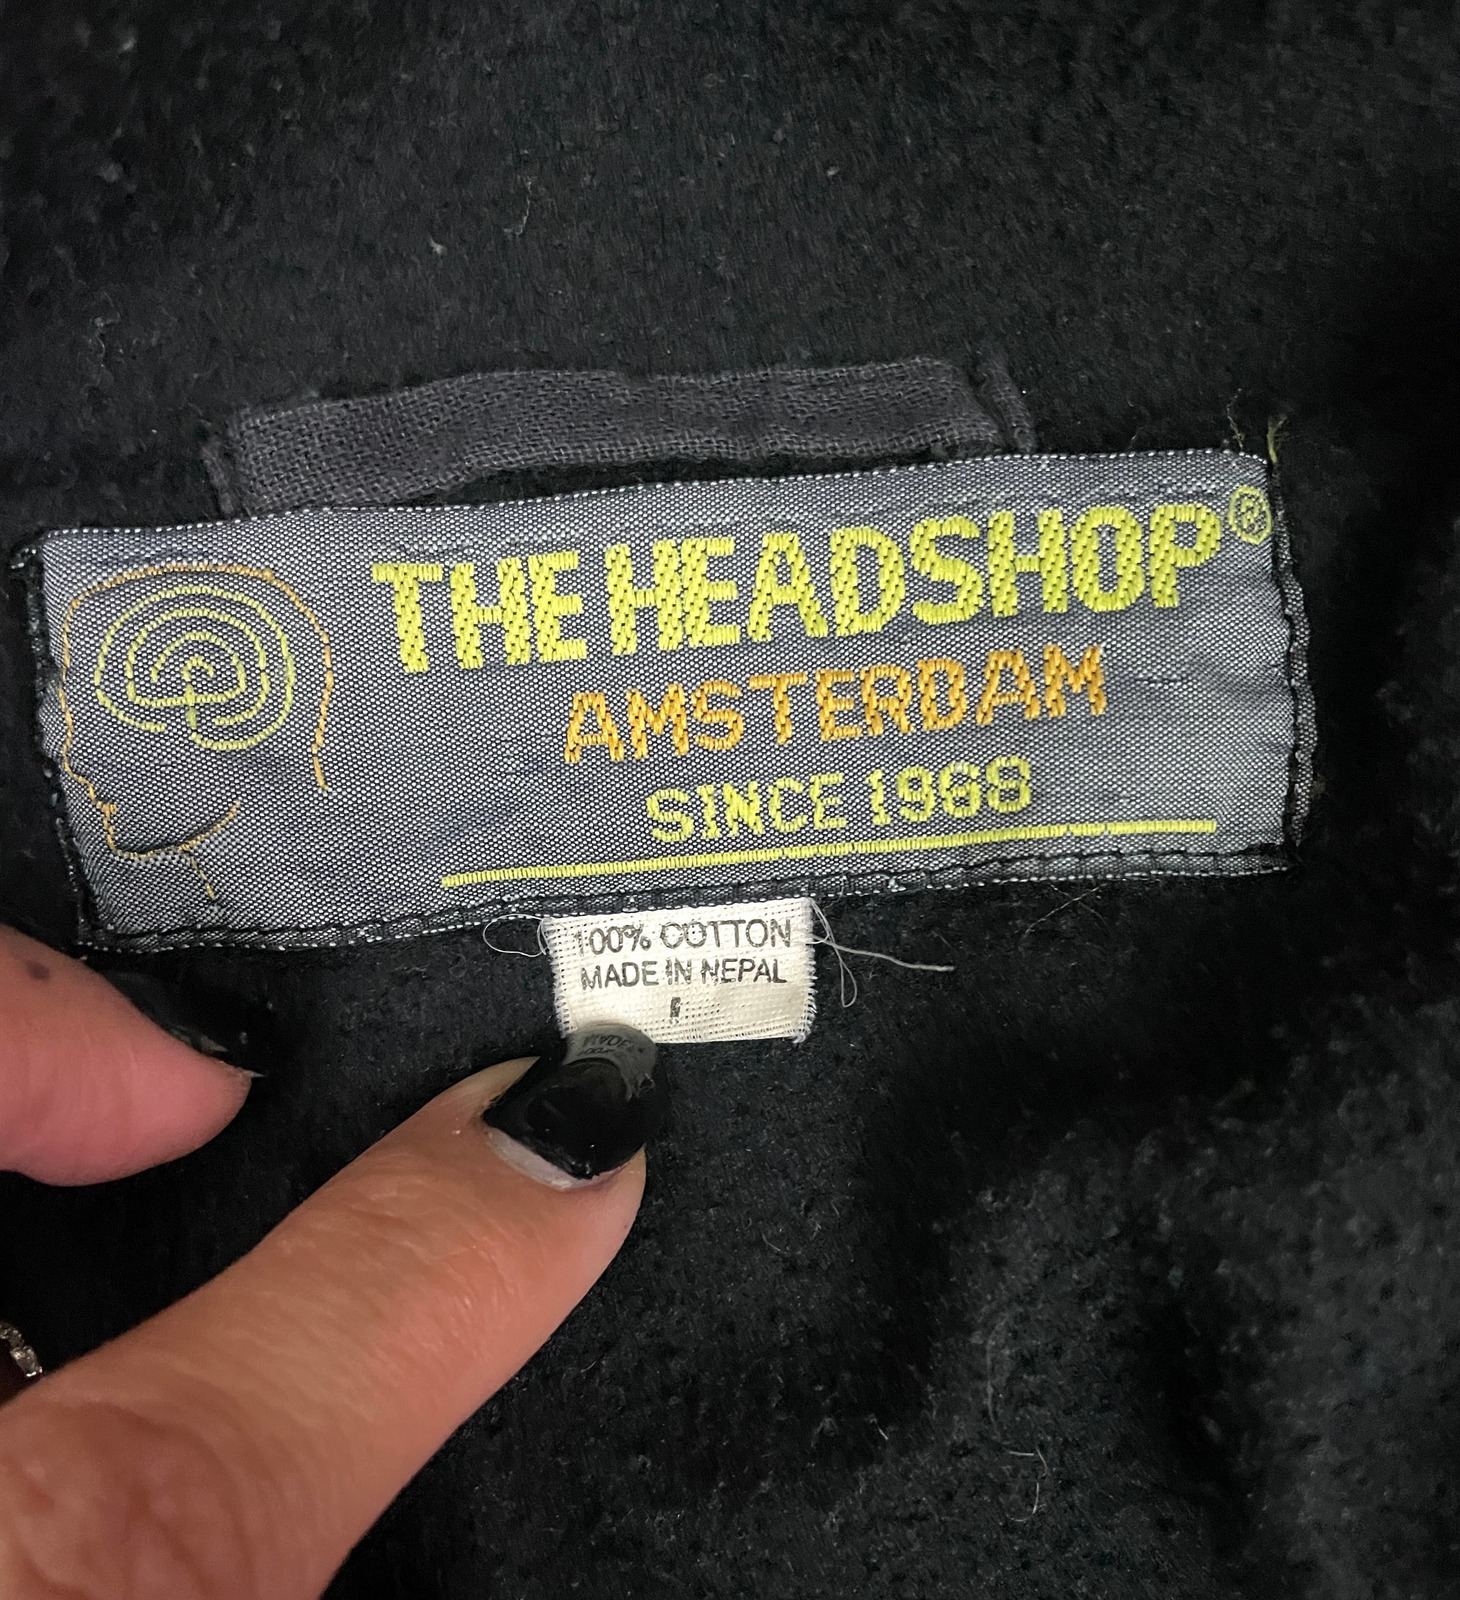 THE HEADSHOP®
AMSTERDAM
SINCE 1968
100% COTTON
MADE IN NEPAL